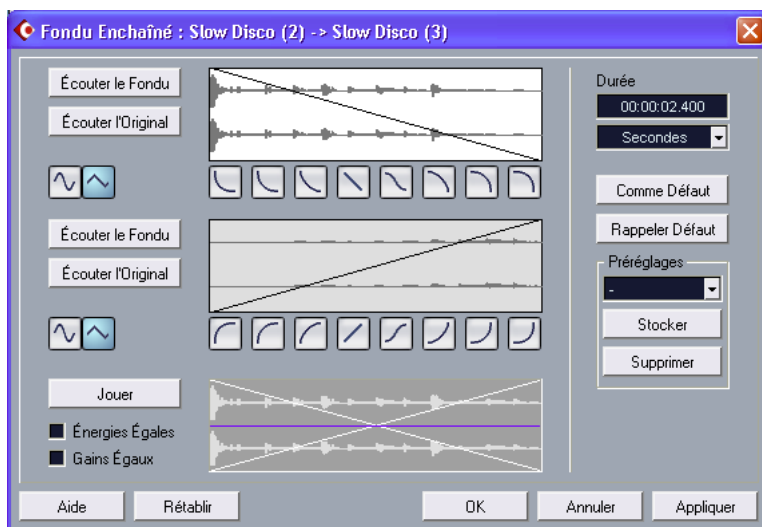 Fondu Enchaîné : Slow Disco (2) -> Slow Disco (3)
Écouter le Fondu
Écouter l'Original
Durée
00:00:02.400
Secondes
Comme Défaut
Rappeler Défaut
Écouter le Fondu
Écouter l'Original
Préréglages
-
Stocker
Supprimer
Jouer
Énergies Égales
Gains Égaux
Aide
Rétablir
OK
Annuler
Appliquer